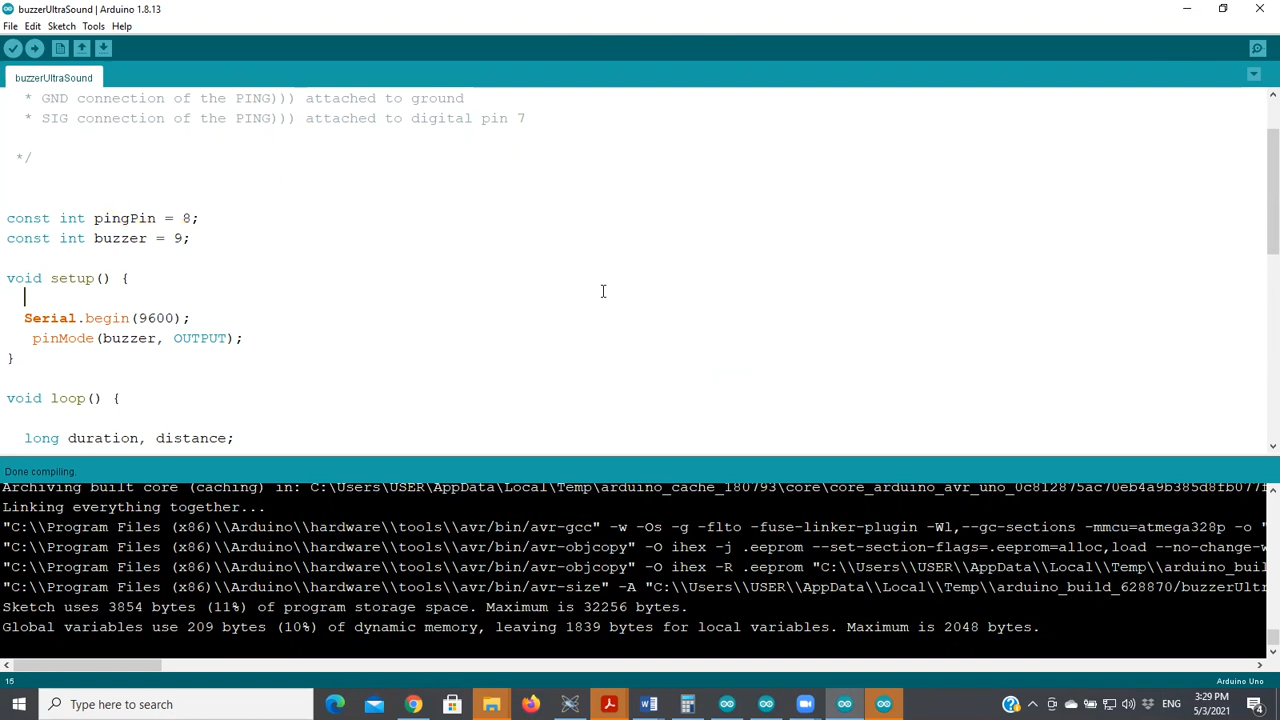 buzzerUltraSound | Arduino 1.8.13
File Edit Sketch Tools Help
buzzerUltraSound
* GND connection of the PING))) attached to ground
* SIG connection of the PING))) attached to digital pin 7
*/
const int pingPin = 8;
const int buzzer = 9;
void setup() {
Serial.begin(9600);
pinMode(buzzer, OUTPUT);
}
void loop() {
long duration, distance;
Done compiling.
Archiving built core (caching) in: C:\Users\USER\AppData\Local\Temp\arduino_cache_180793\core\core_arduino_avr_uno_0c812875ac70eb4a9b385d8fb077f
Linking everything together...
"C:\\Program Files (x86)\\Arduino\\hardware\\tools\\avr/bin/avr-gcc" -w -Os -g -flto -fuse-linker-plugin -Wl,--gc-sections -mmcu=atmega328p -o "
"C:\\Program Files (x86)\\Arduino\\hardware\\tools\\avr/bin/avr-objcopy" -O ihex -j .eeprom --set-section-flags=.eeprom=alloc,load --no-change-w
"C:\\Program Files (x86)\\Arduino\\hardware\\tools\\avr/bin/avr-objcopy" -O ihex -R .eeprom "C:\\Users\\USER\\AppData\\Local\\Temp\\arduino_buil
"C:\\Program Files (x86)\\Arduino\\hardware\\tools\\avr/bin/avr-size" -A "C:\\Users\\USER\\AppData\\Local\\Temp\\arduino_build_628870/buzzerUltr
Sketch uses 3854 bytes (11%) of program storage space. Maximum is 32256 bytes.
Global variables use 209 bytes (10%) of dynamic memory, leaving 1839 bytes for local variables. Maximum is 2048 bytes.
15 Arduino Uno
Type here to search
ENG
3:29 PM
5/3/2021
4